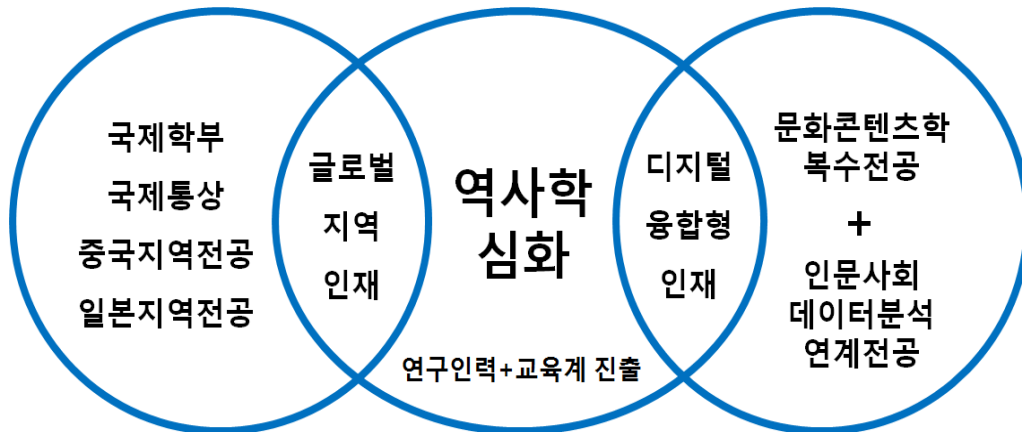 국제학부
국제통상
중국지역전공
일본지역전공
글로벌
지역
인재
역사학
심화
연구인력+교육계 진출
디지털
융합형
인재
문화콘텐츠학
복수전공
+
인문사회
데이터분석
연계전공